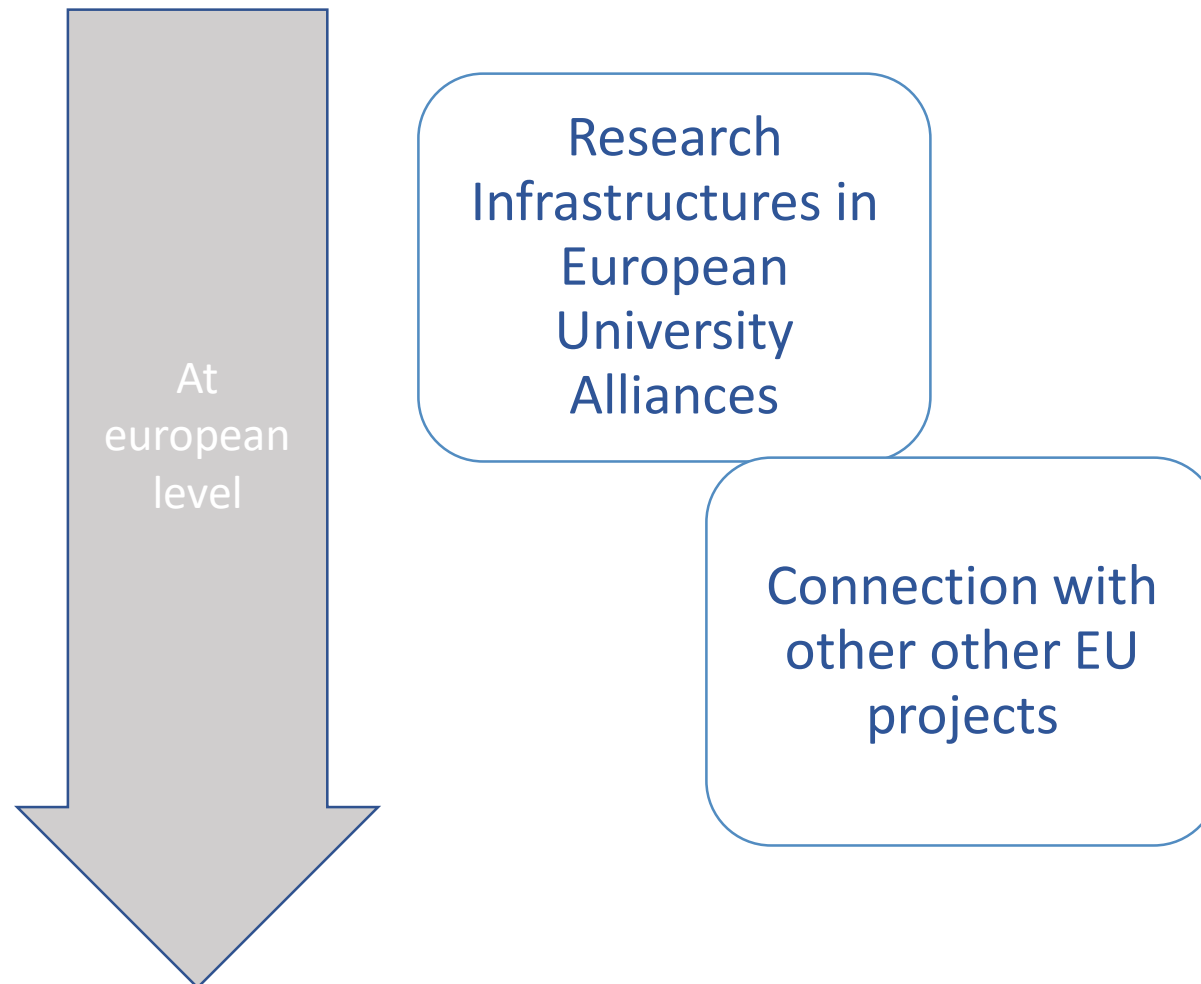 At
european
level
Research
Infrastructures in
European
University
Alliances
Connection with
other other EU
projects